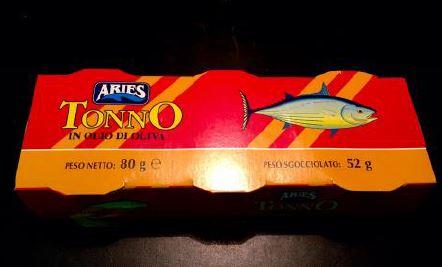 ARIES
TONNO
IN OLIO DI OLIVA
PESO NETTO: 80 g e
PESO SGOCCIOLATO: 52 g
ARIES
TONNO